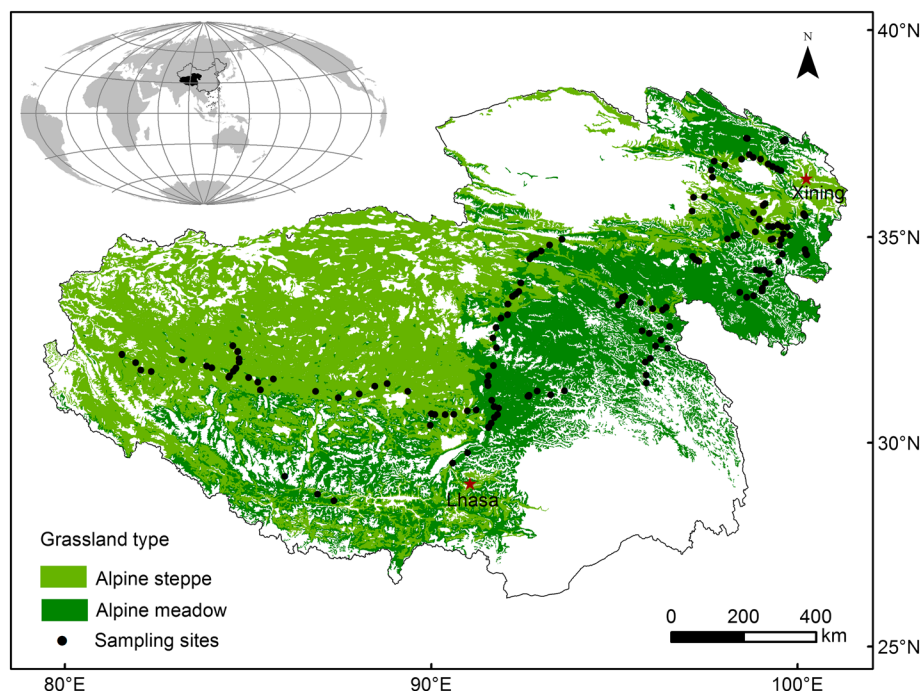 40°N
N
Xining
35°N
30°N
Lhasa
Grassland type
Alpine steppe
Alpine meadow
Sampling sites
0 200 400
km
25°N
80°E 90°E 100°E